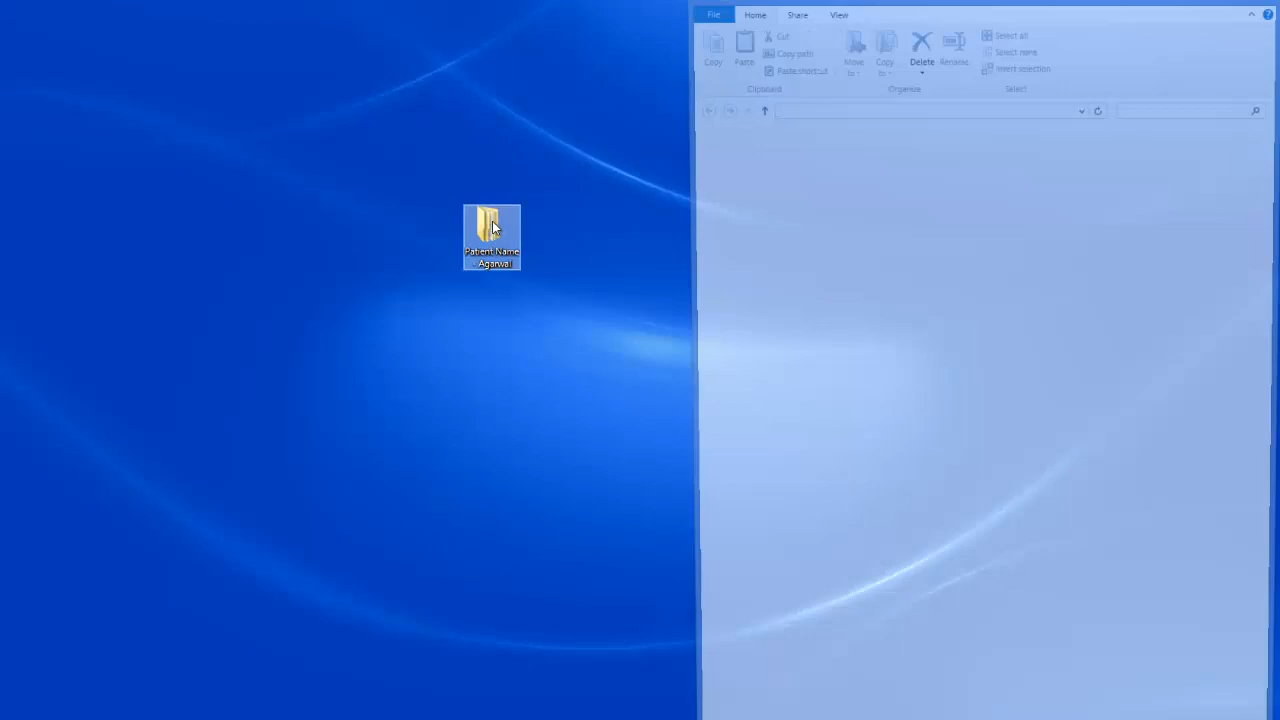 File Home Share View
Cut
Copy path
Paste shortcut
Copy Paste Move to Copy to Delete Rename
Select all
Select none
Invert selection
Clipboard Organize Select
Patient Name
- Agarwal